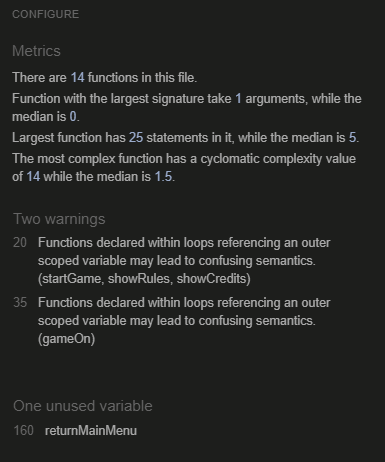 CONFIGURE
Metrics
There are 14 functions in this file.
Function with the largest signature take 1 arguments, while the
median is 0.
Largest function has 25 statements in it, while the median is 5.
The most complex function has a cyclomatic complexity value
of 14 while the median is 1.5.
Two warnings
20 Functions declared within loops referencing an outer
scoped variable may lead to confusing semantics.
(startGame, showRules, showCredits)
35 Functions declared within loops referencing an outer
scoped variable may lead to confusing semantics.
(gameOn)
One unused variable
160 returnMainMenu